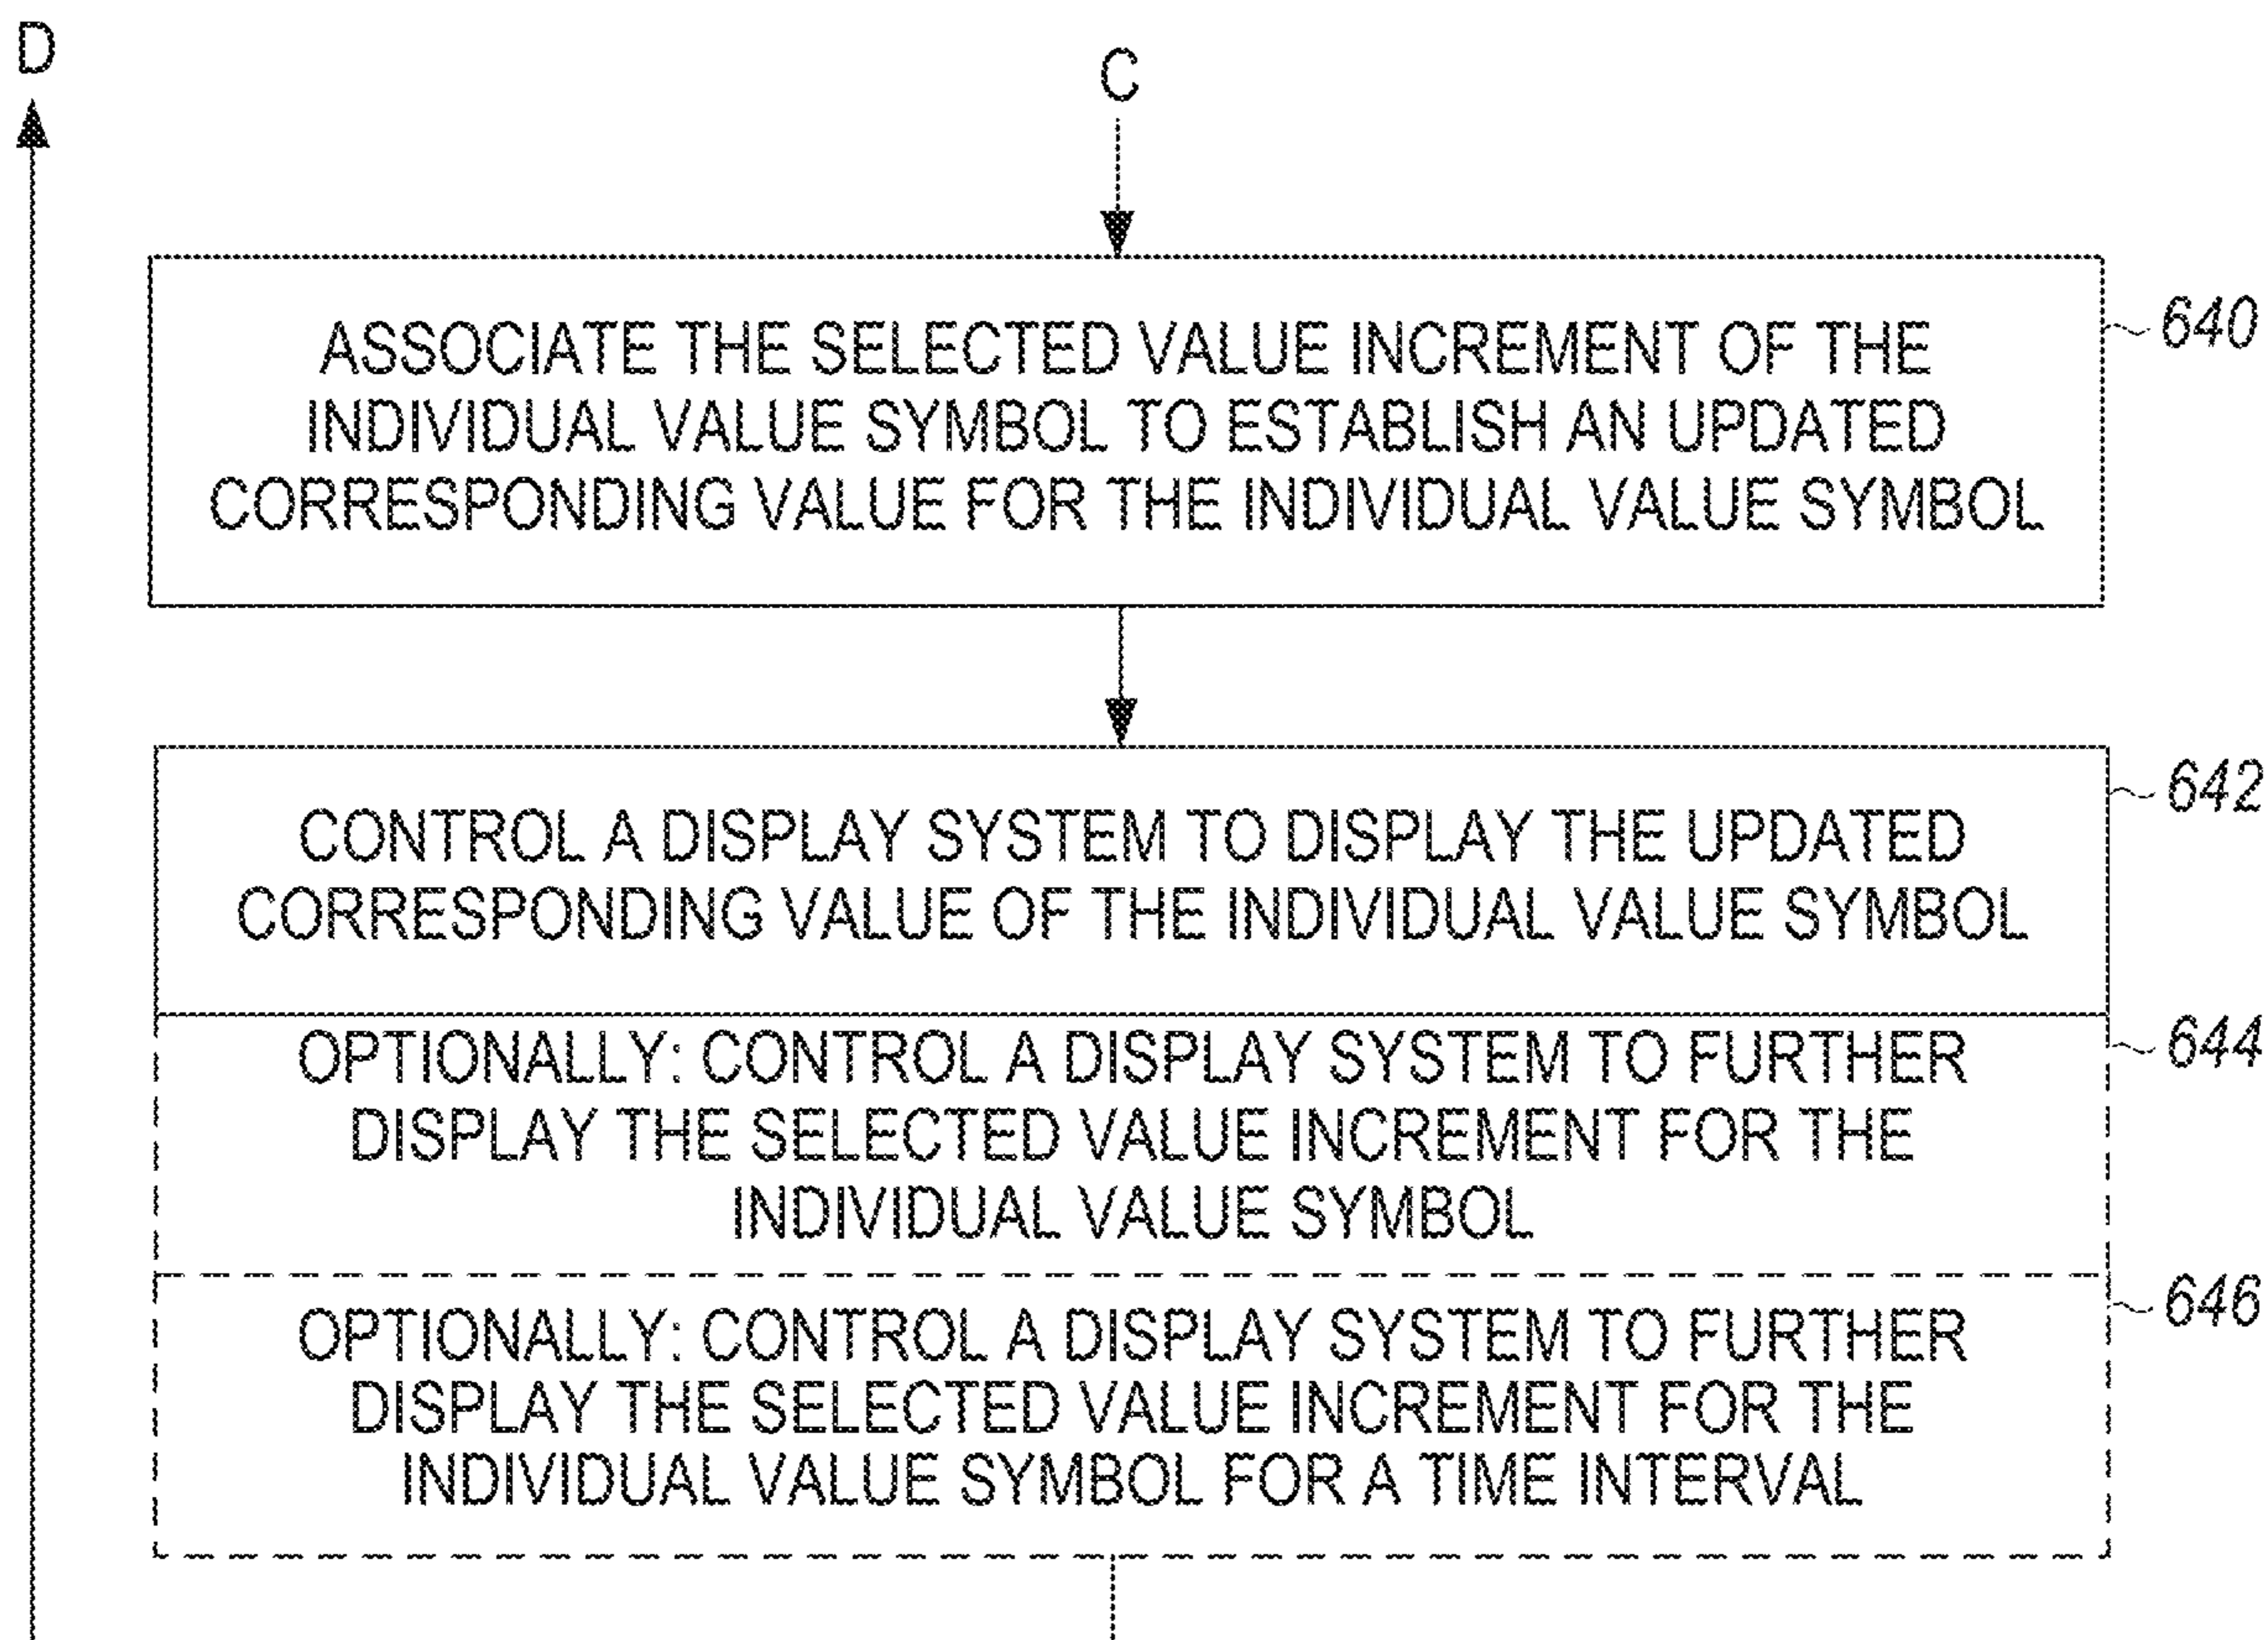 D
C
ASSOCIATE THE SELECTED VALUE INCREMENT OF THE
INDIVIDUAL VALUE SYMBOL TO ESTABLISH AN UPDATED
CORRESPONDING VALUE FOR THE INDIVIDUAL VALUE SYMBOL
640
CONTROL A DISPLAY SYSTEM TO DISPLAY THE UPDATED
CORRESPONDING VALUE OF THE INDIVIDUAL VALUE SYMBOL
642
OPTIONALLY: CONTROL A DISPLAY SYSTEM TO FURTHER
DISPLAY THE SELECTED VALUE INCREMENT FOR THE
INDIVIDUAL VALUE SYMBOL
644
OPTIONALLY: CONTROL A DISPLAY SYSTEM TO FURTHER
DISPLAY THE SELECTED VALUE INCREMENT FOR THE
INDIVIDUAL VALUE SYMBOL FOR A TIME INTERVAL
646